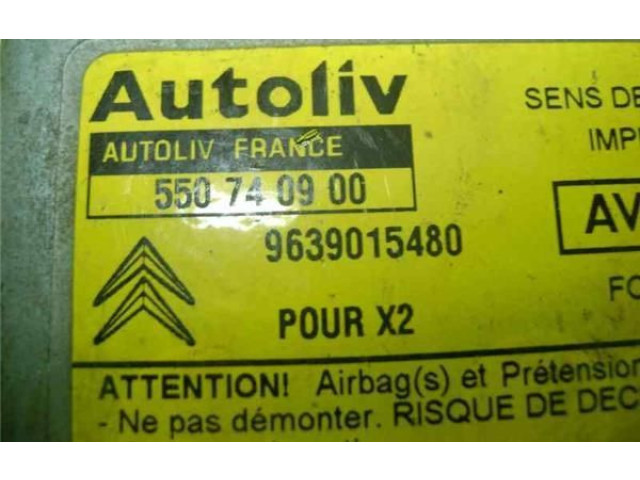 Autoliv
AUTOLIV FRANCE
550 74 09 00
9639015480
POUR X2
SENS DE
IMP
AV
FO
ATTENTION! Airbag(s) et Prétension
- Ne pas démonter. RISQUE DE DEC